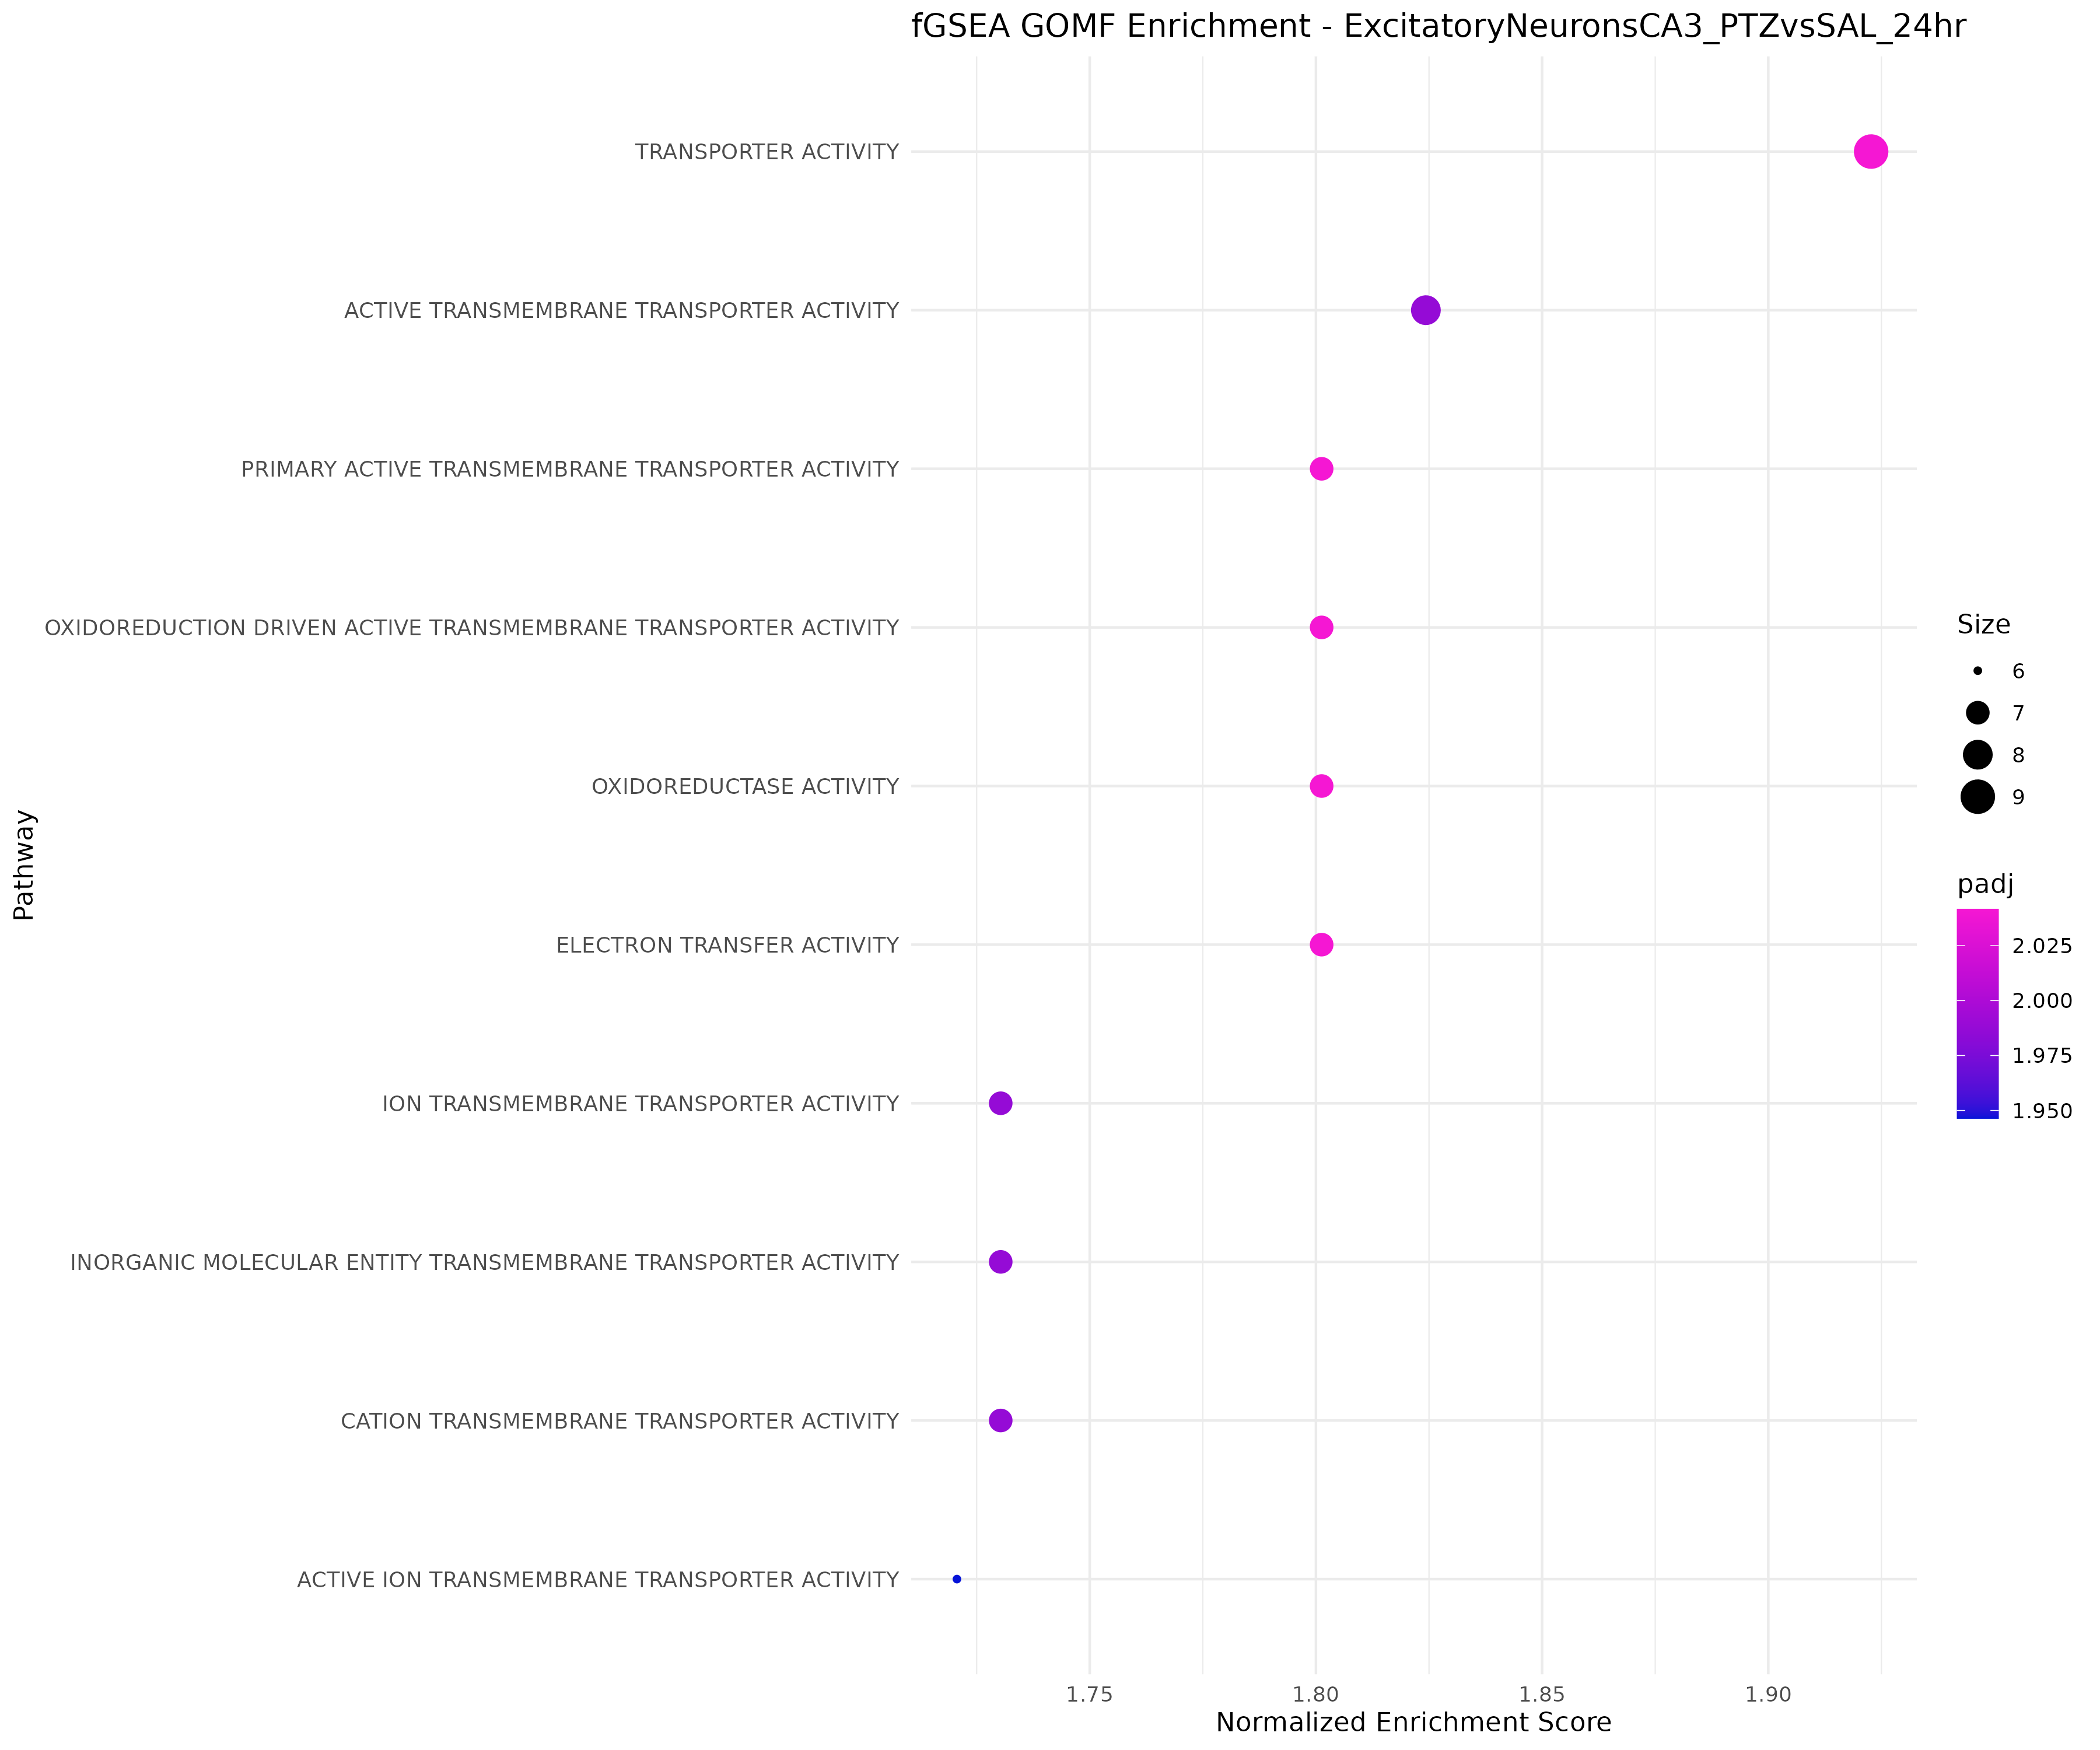 fGSEA GOMF Enrichment - ExcitatoryNeuronsCA3_PTZvsSAL_24hr
TRANSPORTER ACTIVITY
ACTIVE TRANSMEMBRANE TRANSPORTER ACTIVITY
PRIMARY ACTIVE TRANSMEMBRANE TRANSPORTER ACTIVITY
OXIDOREDUCTION DRIVEN ACTIVE TRANSMEMBRANE TRANSPORTER ACTIVITY
OXIDOREDUCTASE ACTIVITY
ELECTRON TRANSFER ACTIVITY
ION TRANSMEMBRANE TRANSPORTER ACTIVITY
INORGANIC MOLECULAR ENTITY TRANSMEMBRANE TRANSPORTER ACTIVITY
CATION TRANSMEMBRANE TRANSPORTER ACTIVITY
ACTIVE ION TRANSMEMBRANE TRANSPORTER ACTIVITY
Pathway
1.75 1.80 1.85 1.90
Normalized Enrichment Score
Size
6
7
8
9
padj
2.025
2.000
1.975
1.950